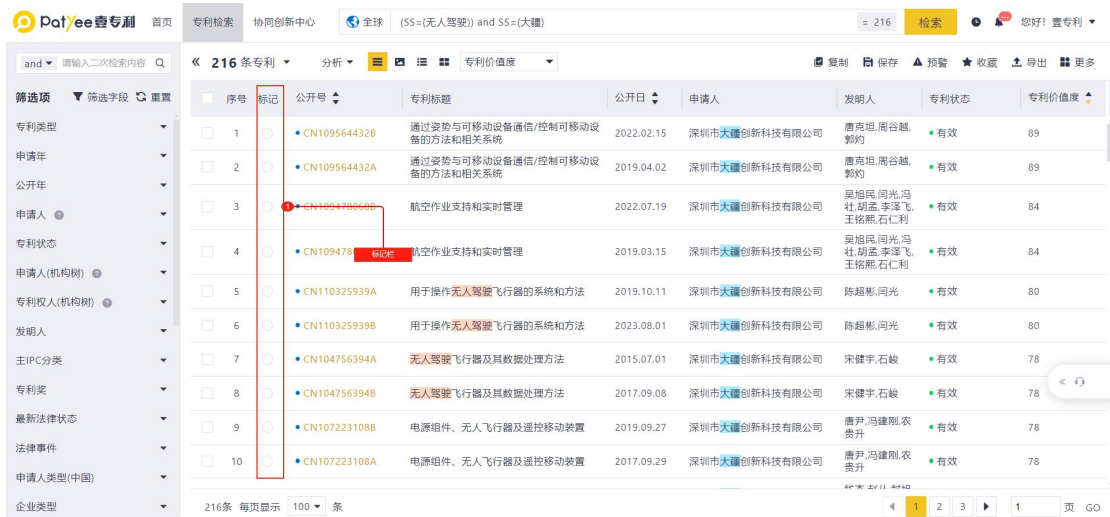 PatYee壹专利 首页 专利检索 协同创新中心 全球 (SS=(无人驾驶)) and SS=(大疆) = 216 检索 您好！壹专利
and 请输入二次检索内容 216 条专利 分析 专利价值度 复制 保存 预警 收藏 导出 更多
筛选项 筛选字段 重置
专利类型
申请年
公开年
申请人
专利状态
申请人(机构树)
专利权人(机构树)
发明人
主IPC分类
专利奖
最新法律状态
法律事件
申请人类型(中国)
企业类型
序号 标记 公开号 专利标题 公开日 申请人 发明人 专利状态 专利价值度
1 CN109564432B 通过姿势与可移动设备通信/控制可移动设备的方法和相关系统 2022.02.15 深圳市大疆创新科技有限公司 唐克坦,周谷越,郭灼 有效 89
2 CN109564432A 通过姿势与可移动设备通信/控制可移动设备的方法和相关系统 2019.04.02 深圳市大疆创新科技有限公司 唐克坦,周谷越,郭灼 有效 89
3 1 CN109478060B 航空作业支持和实时管理 2022.07.19 深圳市大疆创新科技有限公司 吴旭民,闫光,冯壮,胡孟,李泽飞,王铭熙,石仁利 有效 84
4 CN109478 标记栏 航空作业支持和实时管理 2019.03.15 深圳市大疆创新科技有限公司 吴旭民,闫光,冯壮,胡孟,李泽飞,王铭熙,石仁利 有效 84
5 CN110325939A 用于操作无人驾驶飞行器的系统和方法 2019.10.11 深圳市大疆创新科技有限公司 陈超彬,闫光 有效 80
6 CN110325939B 用于操作无人驾驶飞行器的系统和方法 2023.08.01 深圳市大疆创新科技有限公司 陈超彬,闫光 有效 80
7 CN104756394A 无人驾驶飞行器及其数据处理方法 2015.07.01 深圳市大疆创新科技有限公司 宋健宇,石峻 有效 78
8 CN104756394B 无人驾驶飞行器及其数据处理方法 2017.09.08 深圳市大疆创新科技有限公司 宋健宇,石峻 有效 78
9 CN107223108B 电源组件、无人飞行器及遥控移动装置 2019.09.27 深圳市大疆创新科技有限公司 唐尹,冯建刚,农贵升 有效 78
10 CN107223108A 电源组件、无人飞行器及遥控移动装置 2017.09.29 深圳市大疆创新科技有限公司 唐尹,冯建刚,农贵升 有效 78
216条 每页显示 100 条 1 2 3 1 页 GO